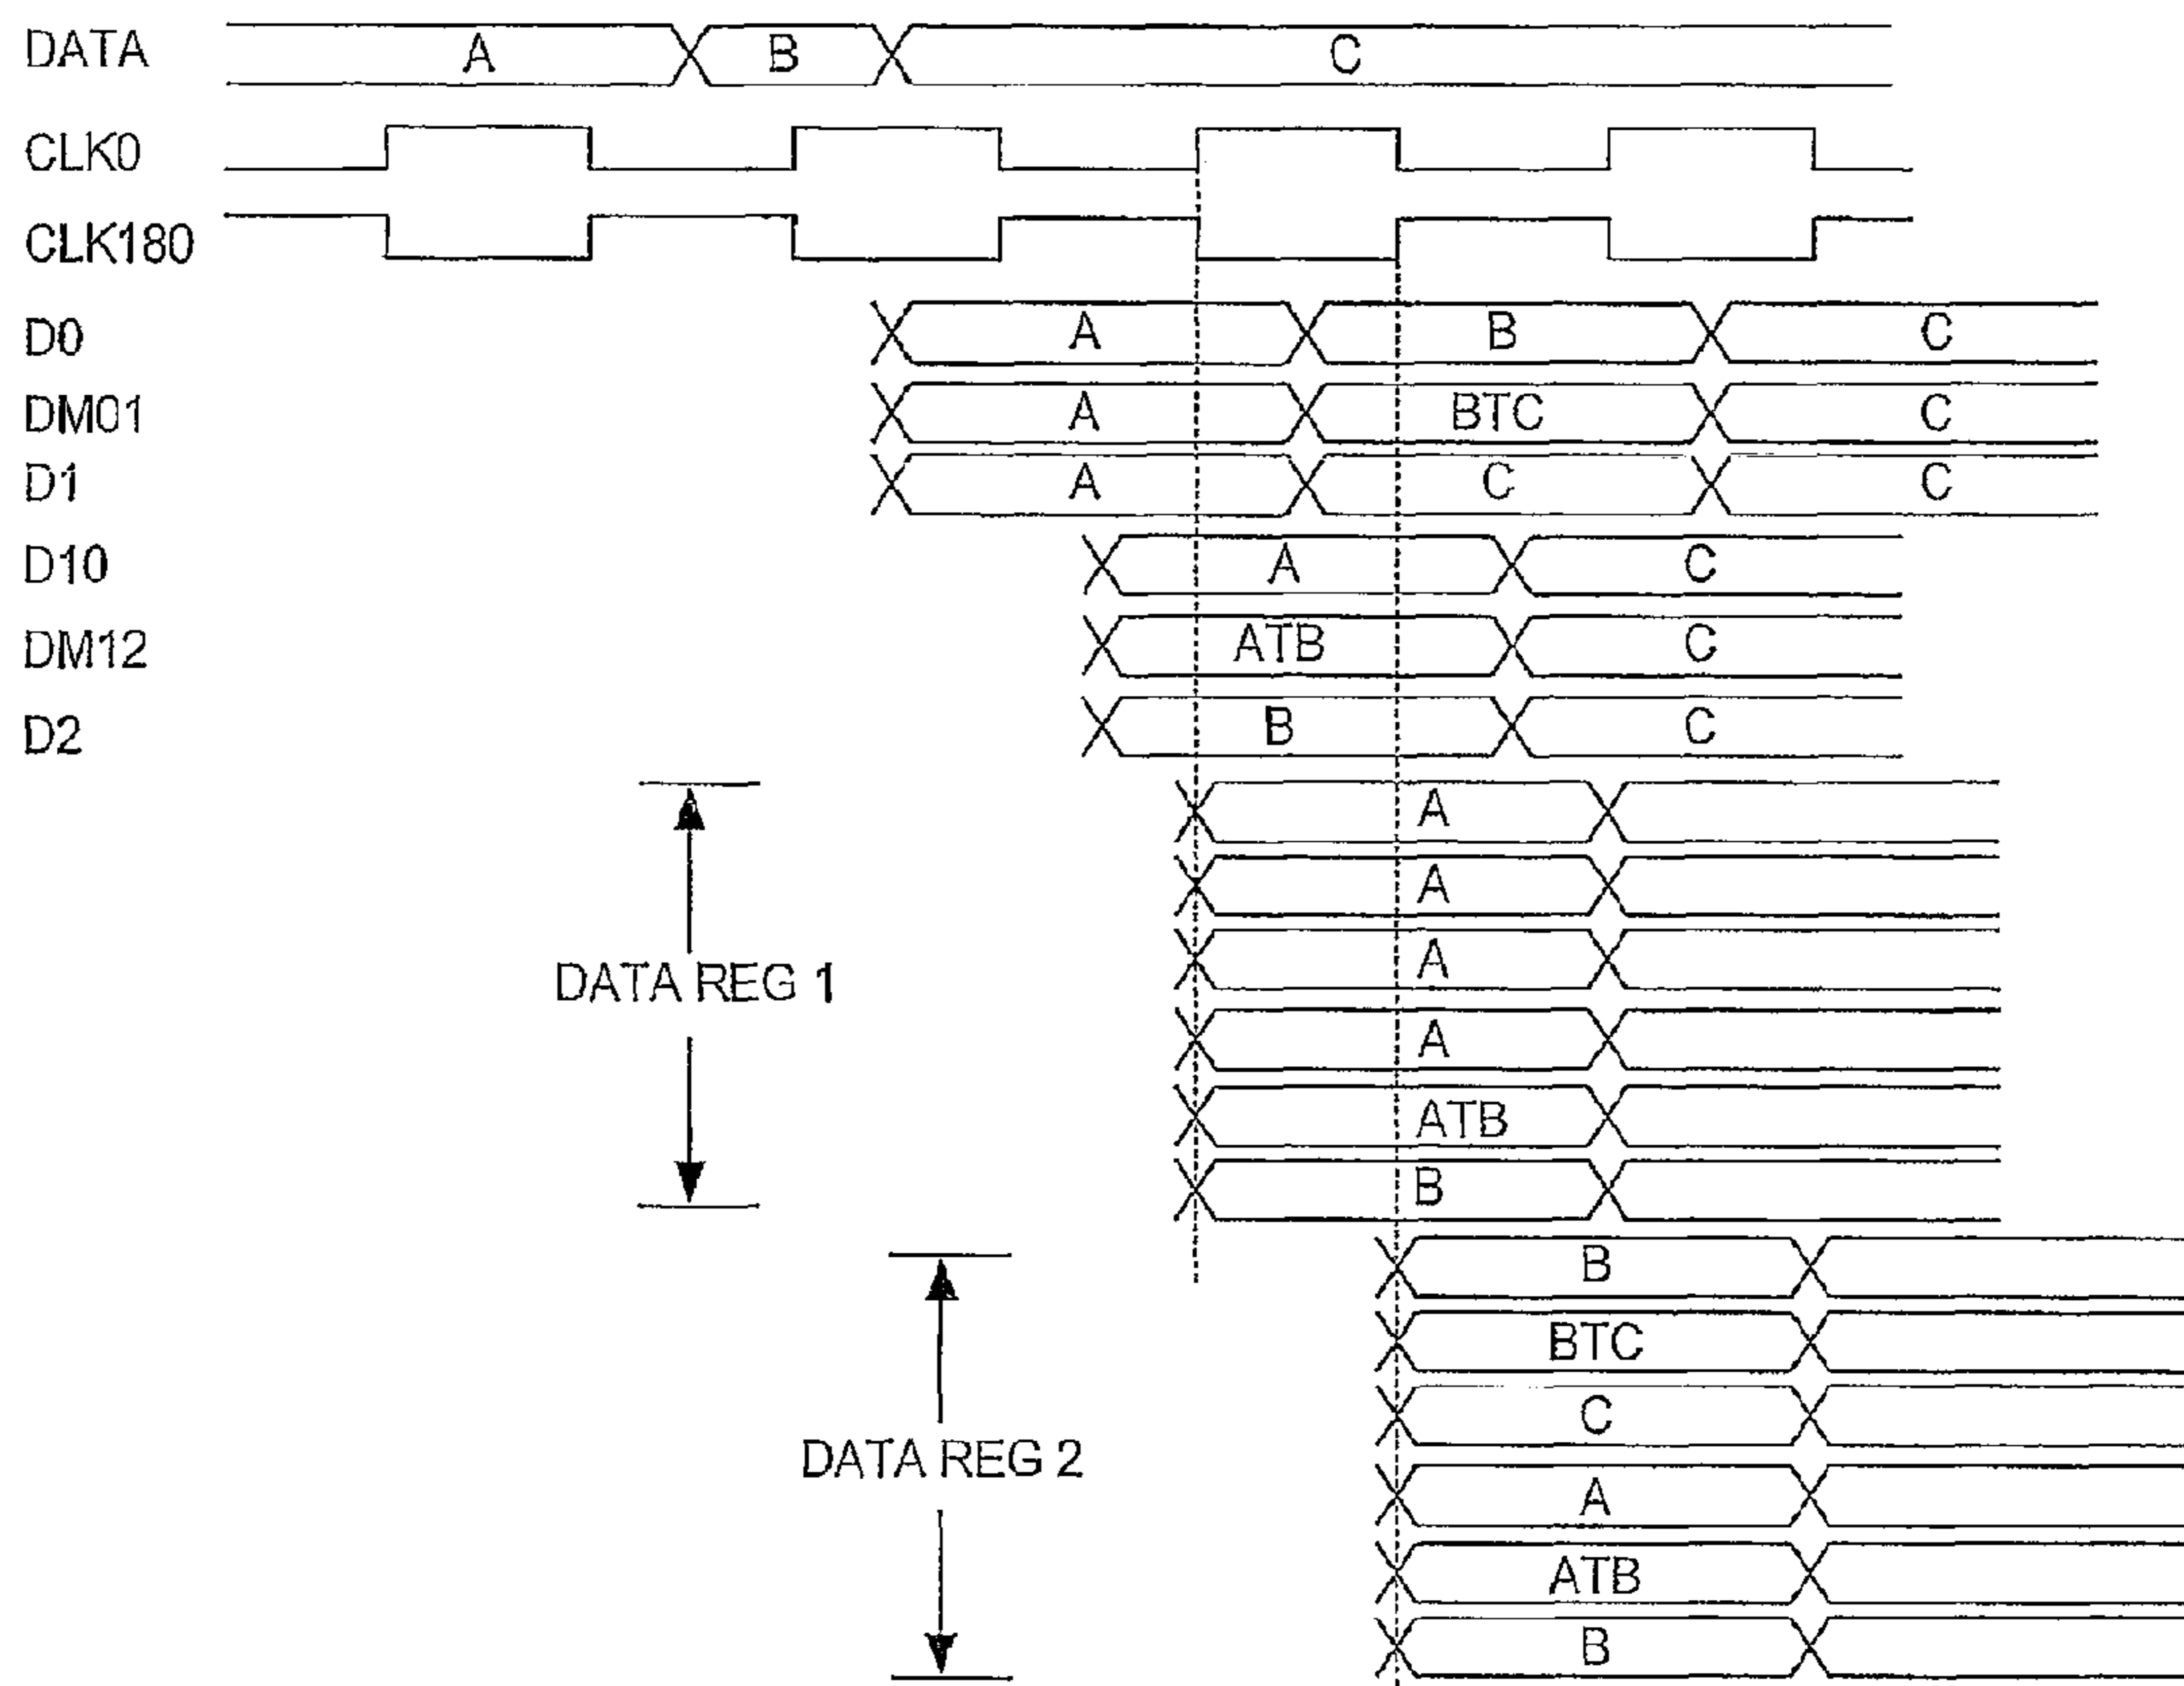 DATA A B C
CLK0
CLK180
D0 A B C
DM01 A BTC C
D1 A C C
D10 A C
DM12 ATB C
D2 B C
A
A
A
DATA REG 1
A
ATB
B
B
BTC
C
DATA REG 2
A
ATB
B